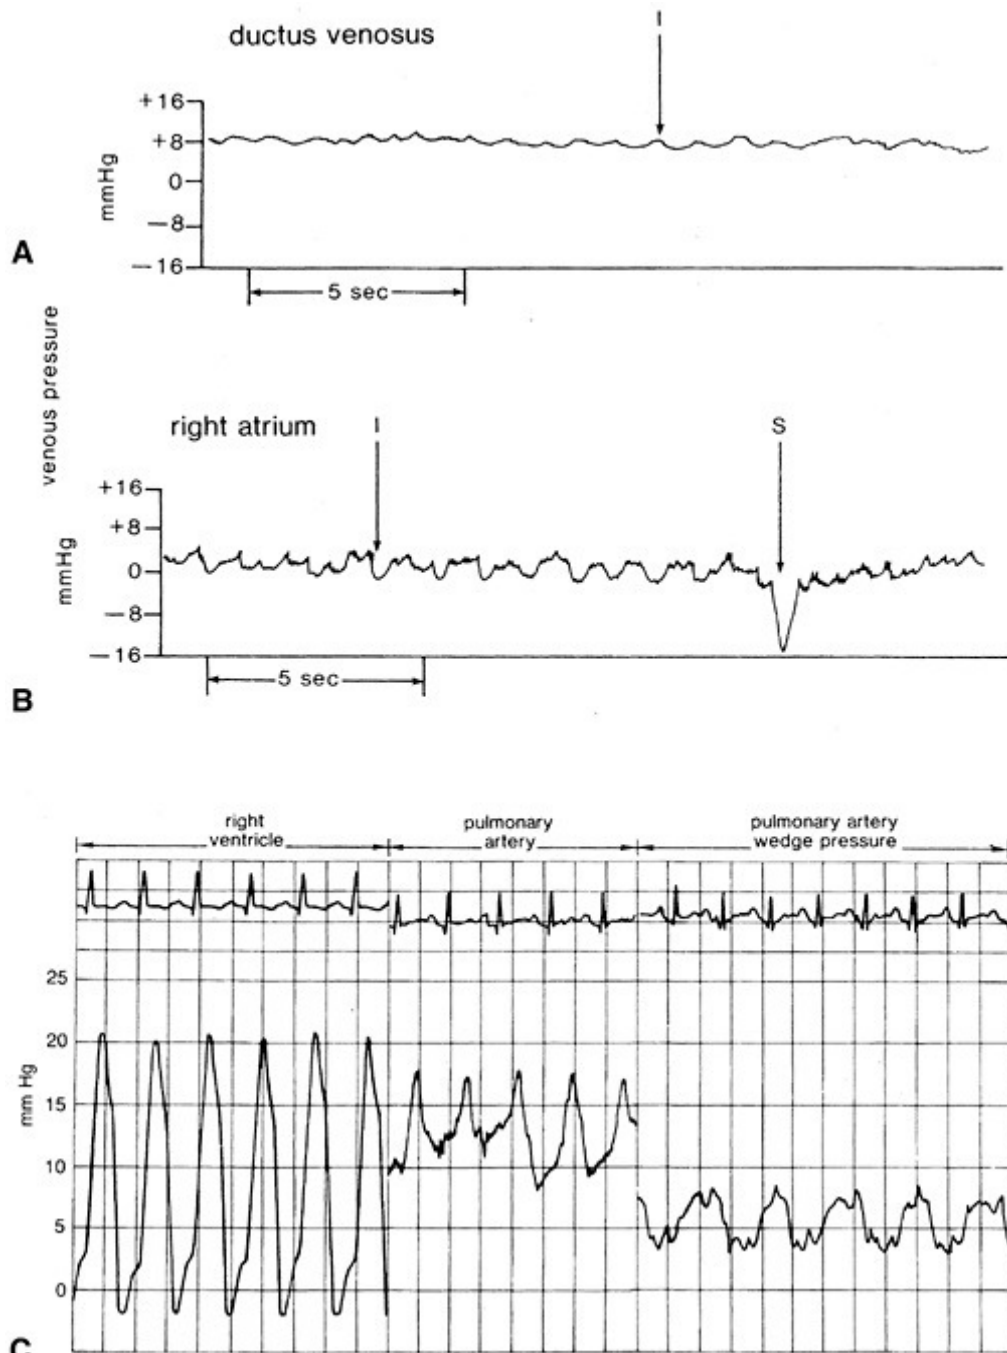 ductus venosus
I
+16
+8
0
—8
—16
mmHg
5 sec
A
venous pressure
right atrium
I
S
+16
+8
0
—8
—16
mmHg
5 sec
B
right
ventricle
pulmonary
artery
pulmonary artery
wedge pressure
25
20
15
10
5
0
mm Hg
C